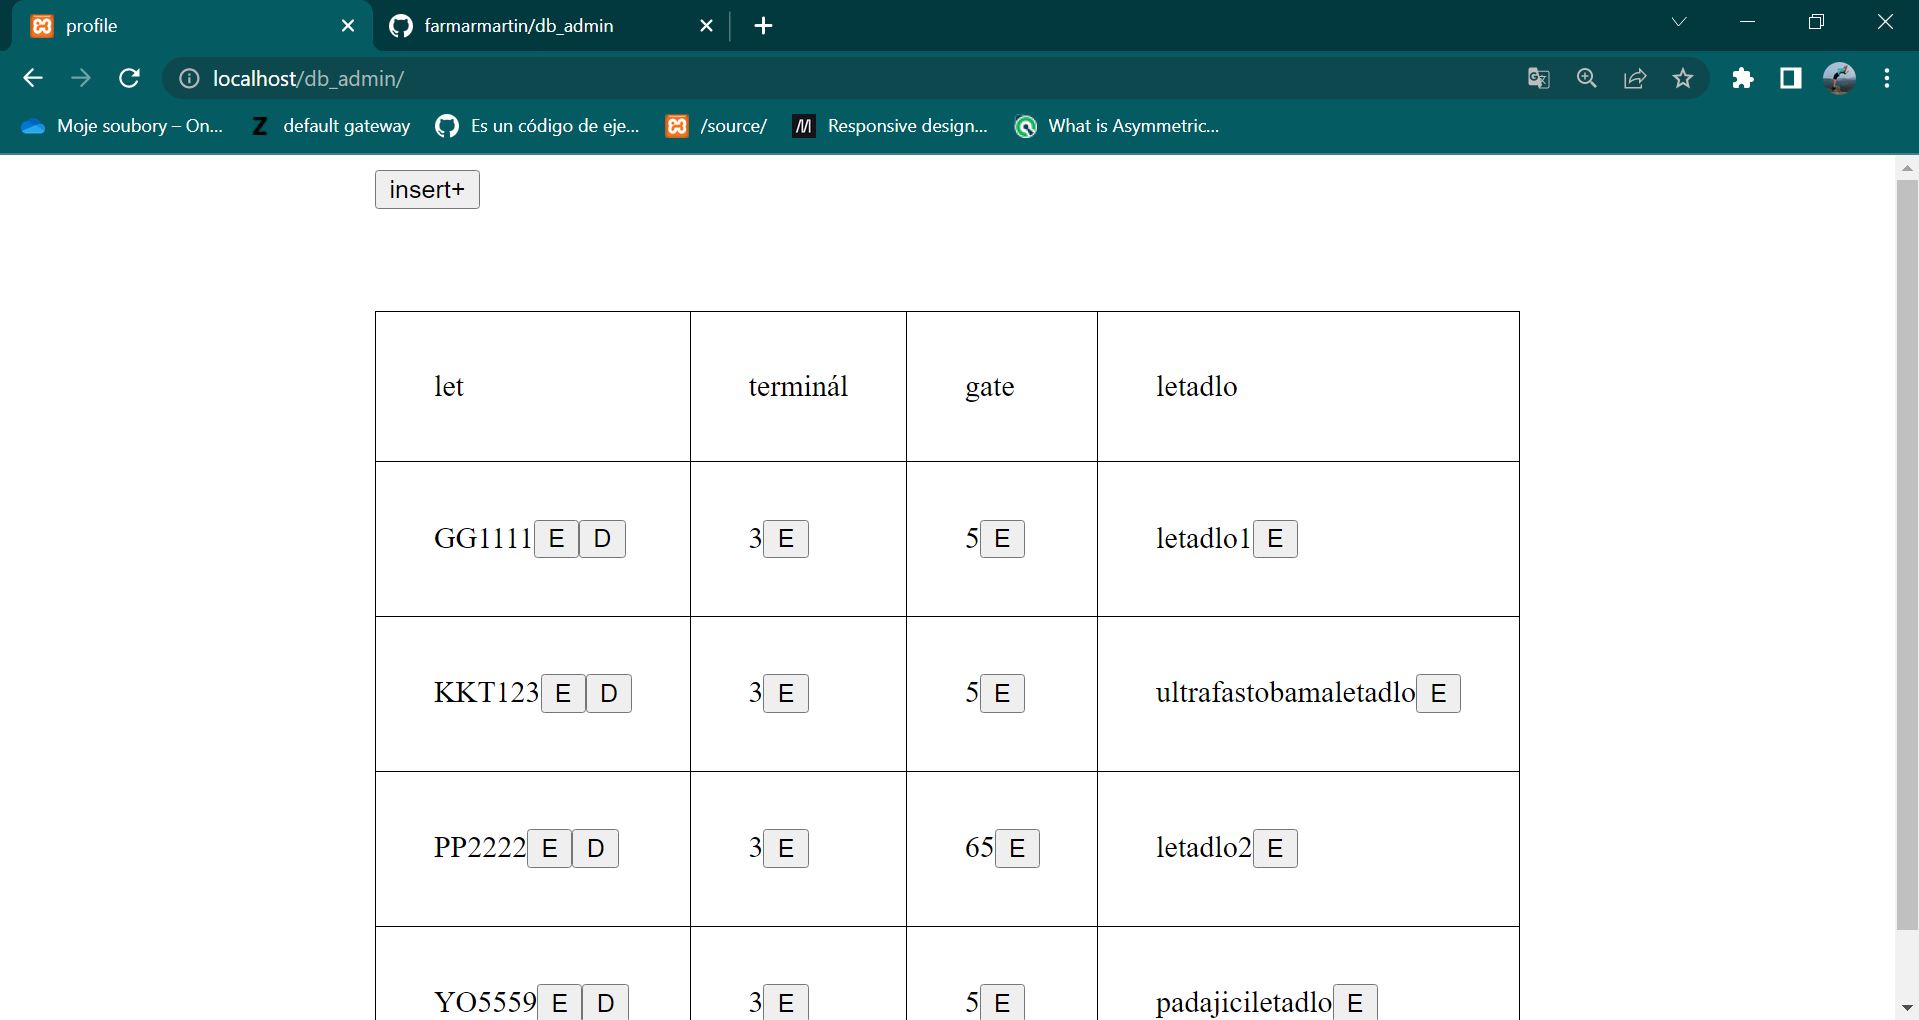 profile
farmarmartin/db_admin
localhost/db_admin/
Moje soubory – On...
default gateway
Es un código de eje...
/source/
Responsive design...
What is Asymmetric...
insert+
let terminál gate letadlo
GG1111 E D 3 E 5 E letadlo1 E
KKT123 E D 3 E 5 E ultrafastobamaletadlo E
PP2222 E D 3 E 65 E letadlo2 E
YO5559 E D 3 E 5 E padajiciletadlo E